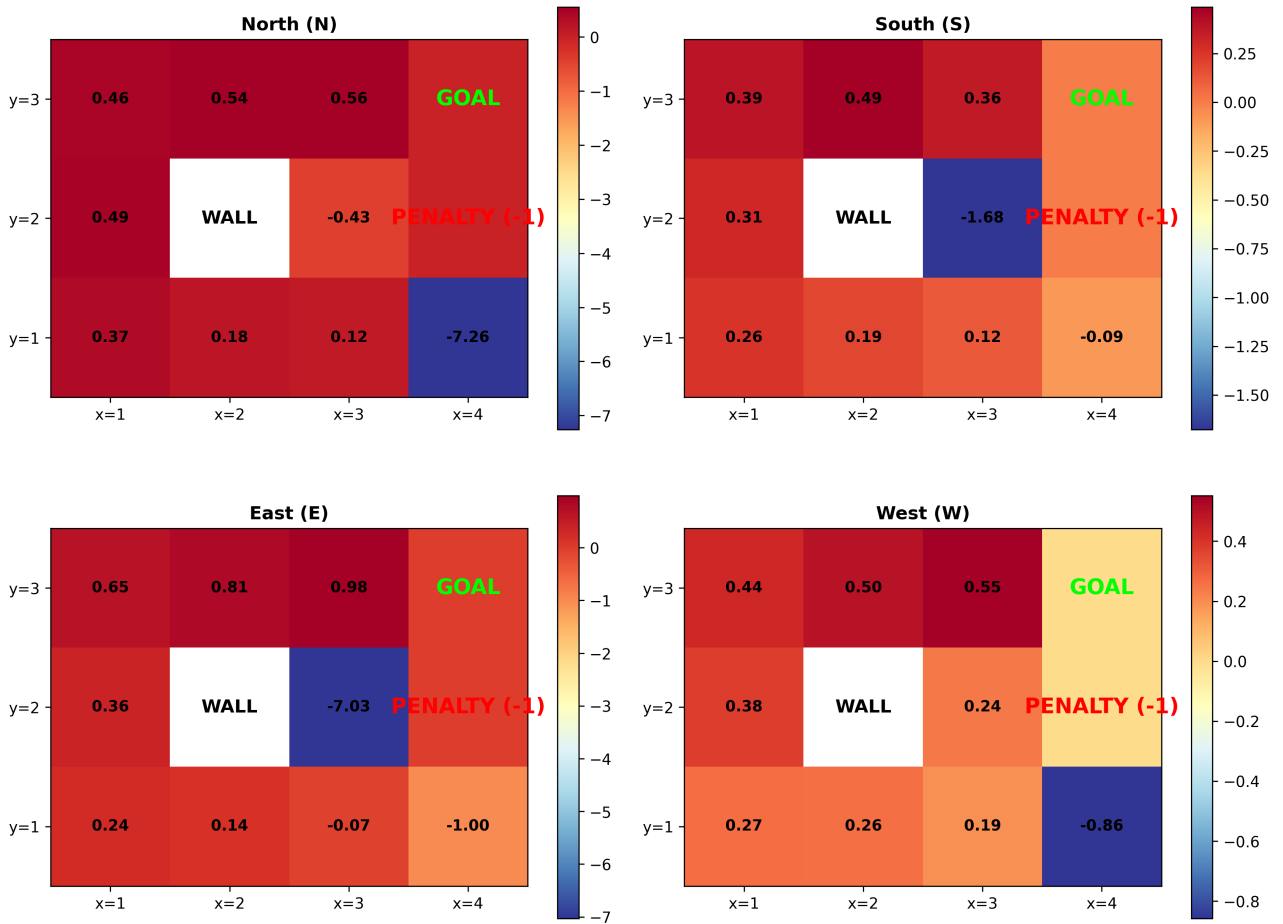 North (N)
y=3 0.46 0.54 0.56 GOAL
y=2 0.49 WALL -0.43 PENALTY (-1)
y=1 0.37 0.18 0.12 -7.26
x=1 x=2 x=3 x=4
0
−1
−2
−3
−4
−5
−6
−7
South (S)
y=3 0.39 0.49 0.36 GOAL
y=2 0.31 WALL -1.68 PENALTY (-1)
y=1 0.26 0.19 0.12 -0.09
x=1 x=2 x=3 x=4
0.25
0.00
−0.25
−0.50
−0.75
−1.00
−1.25
−1.50
East (E)
y=3 0.65 0.81 0.98 GOAL
y=2 0.36 WALL -7.03 PENALTY (-1)
y=1 0.24 0.14 -0.07 -1.00
x=1 x=2 x=3 x=4
0
−1
−2
−3
−4
−5
−6
−7
West (W)
y=3 0.44 0.50 0.55 GOAL
y=2 0.38 WALL 0.24 PENALTY (-1)
y=1 0.27 0.26 0.19 -0.86
x=1 x=2 x=3 x=4
0.4
0.2
0.0
−0.2
−0.4
−0.6
−0.8